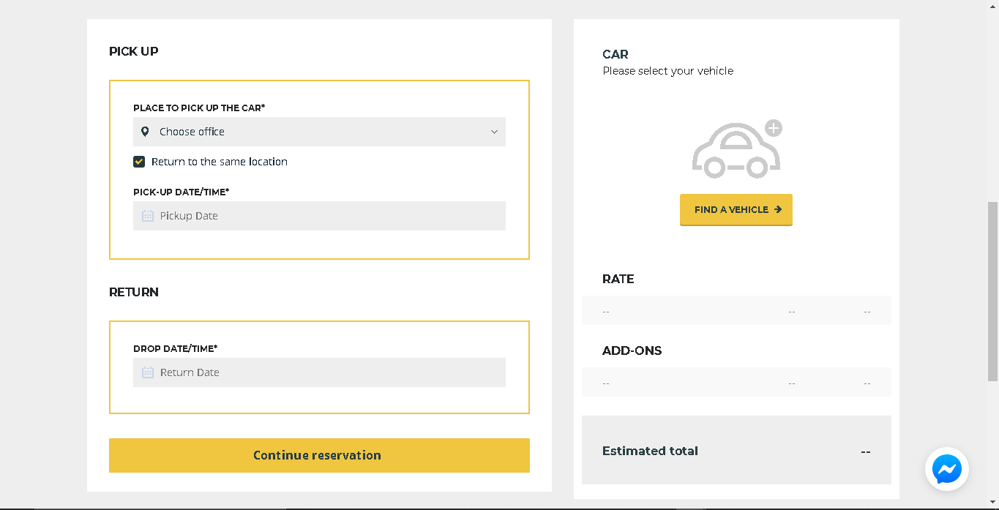 PICK UP
PLACE TO PICK UP THE CAR*
Choose office
Return to the same location
PICK-UP DATE/TIME*
Pickup Date
RETURN
DROP DATE/TIME*
Return Date
Continue reservation
CAR
Please select your vehicle
FIND A VEHICLE
RATE
-- -- --
ADD-ONS
-- -- --
Estimated total --